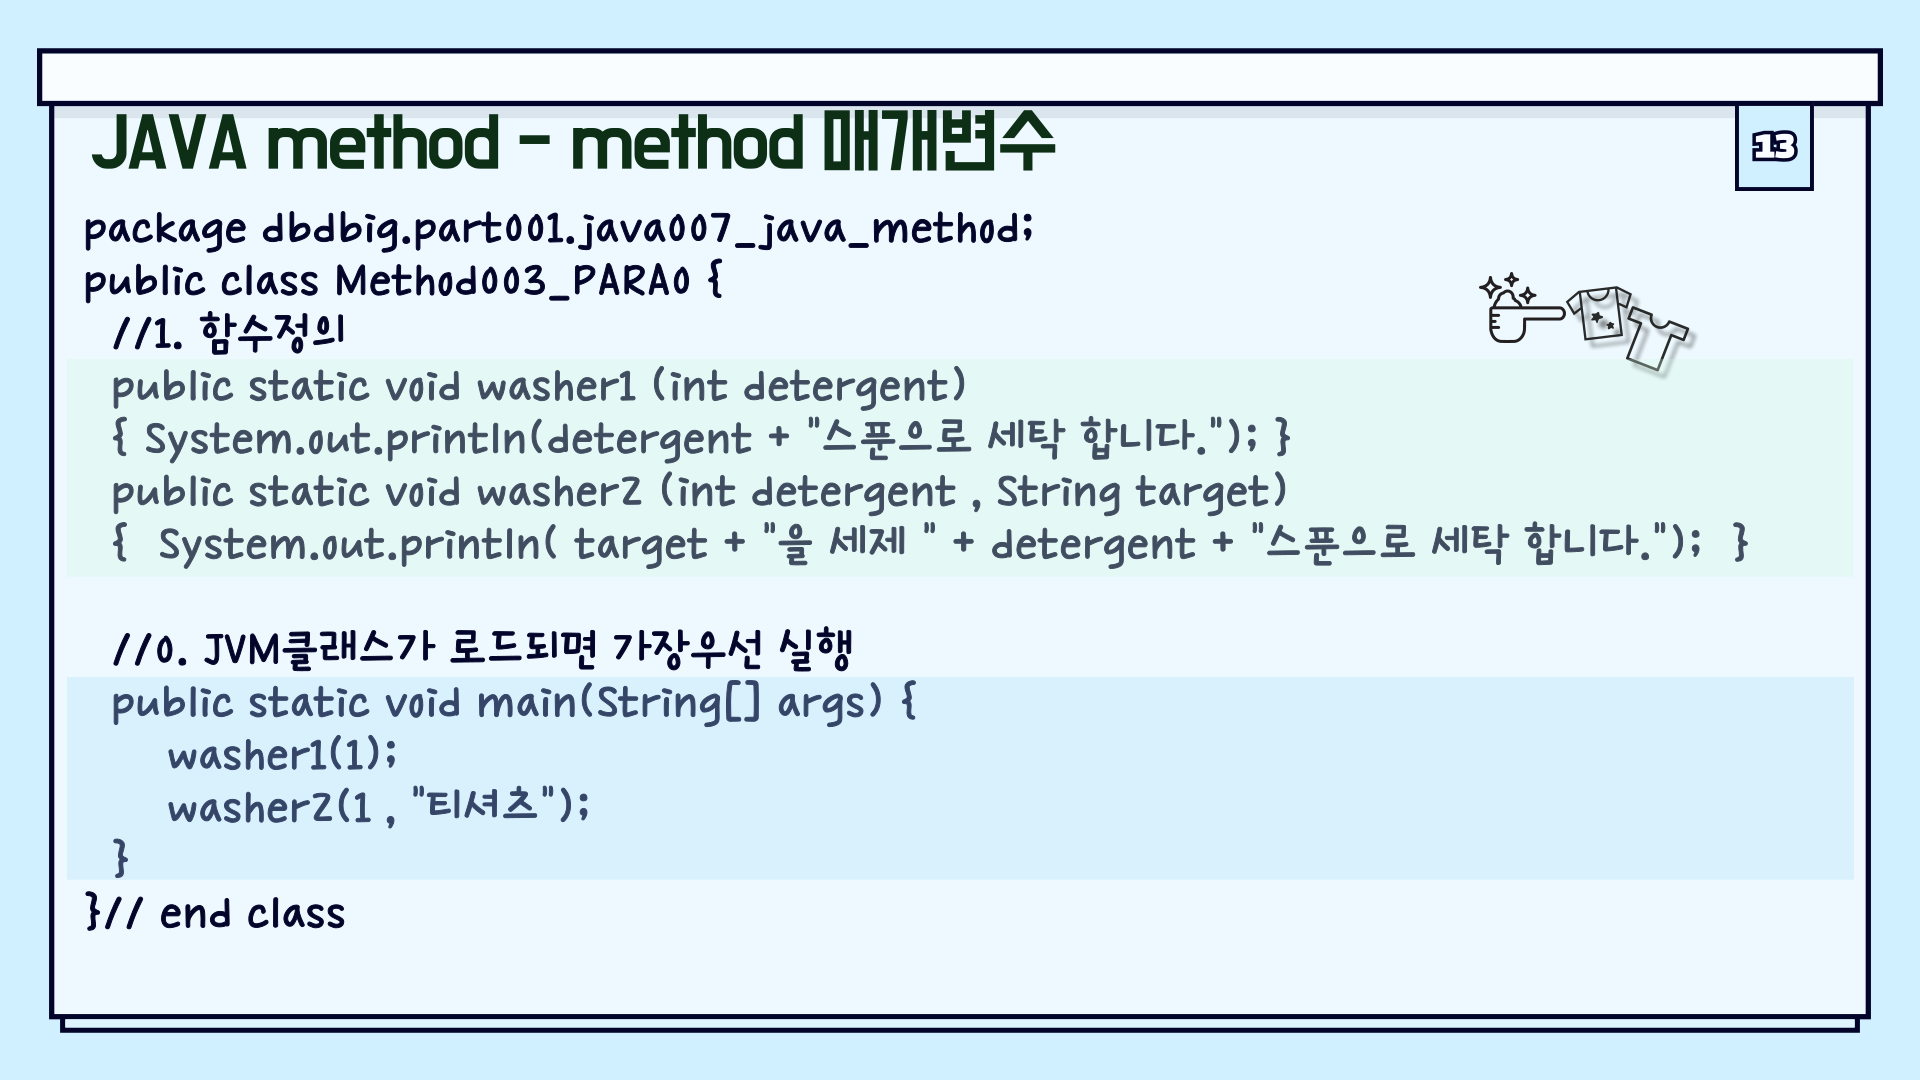 JAVA method - method 매개변수
13
package dbdbig.part001.java007_java_method;
public class Method003_PARA0 {
//1. 함수정의
public static void washer1 (int detergent)
{ System.out.println(detergent + "스푼으로 세탁 합니다."); }
public static void washer2 (int detergent , String target)
{  System.out.println( target + "을 세제 " + detergent + "스푼으로 세탁 합니다.");  }
//0. JVM클래스가 로드되면 가장우선 실행
public static void main(String[] args) {
washer1(1);
washer2(1 , "티셔츠");
}
}// end class